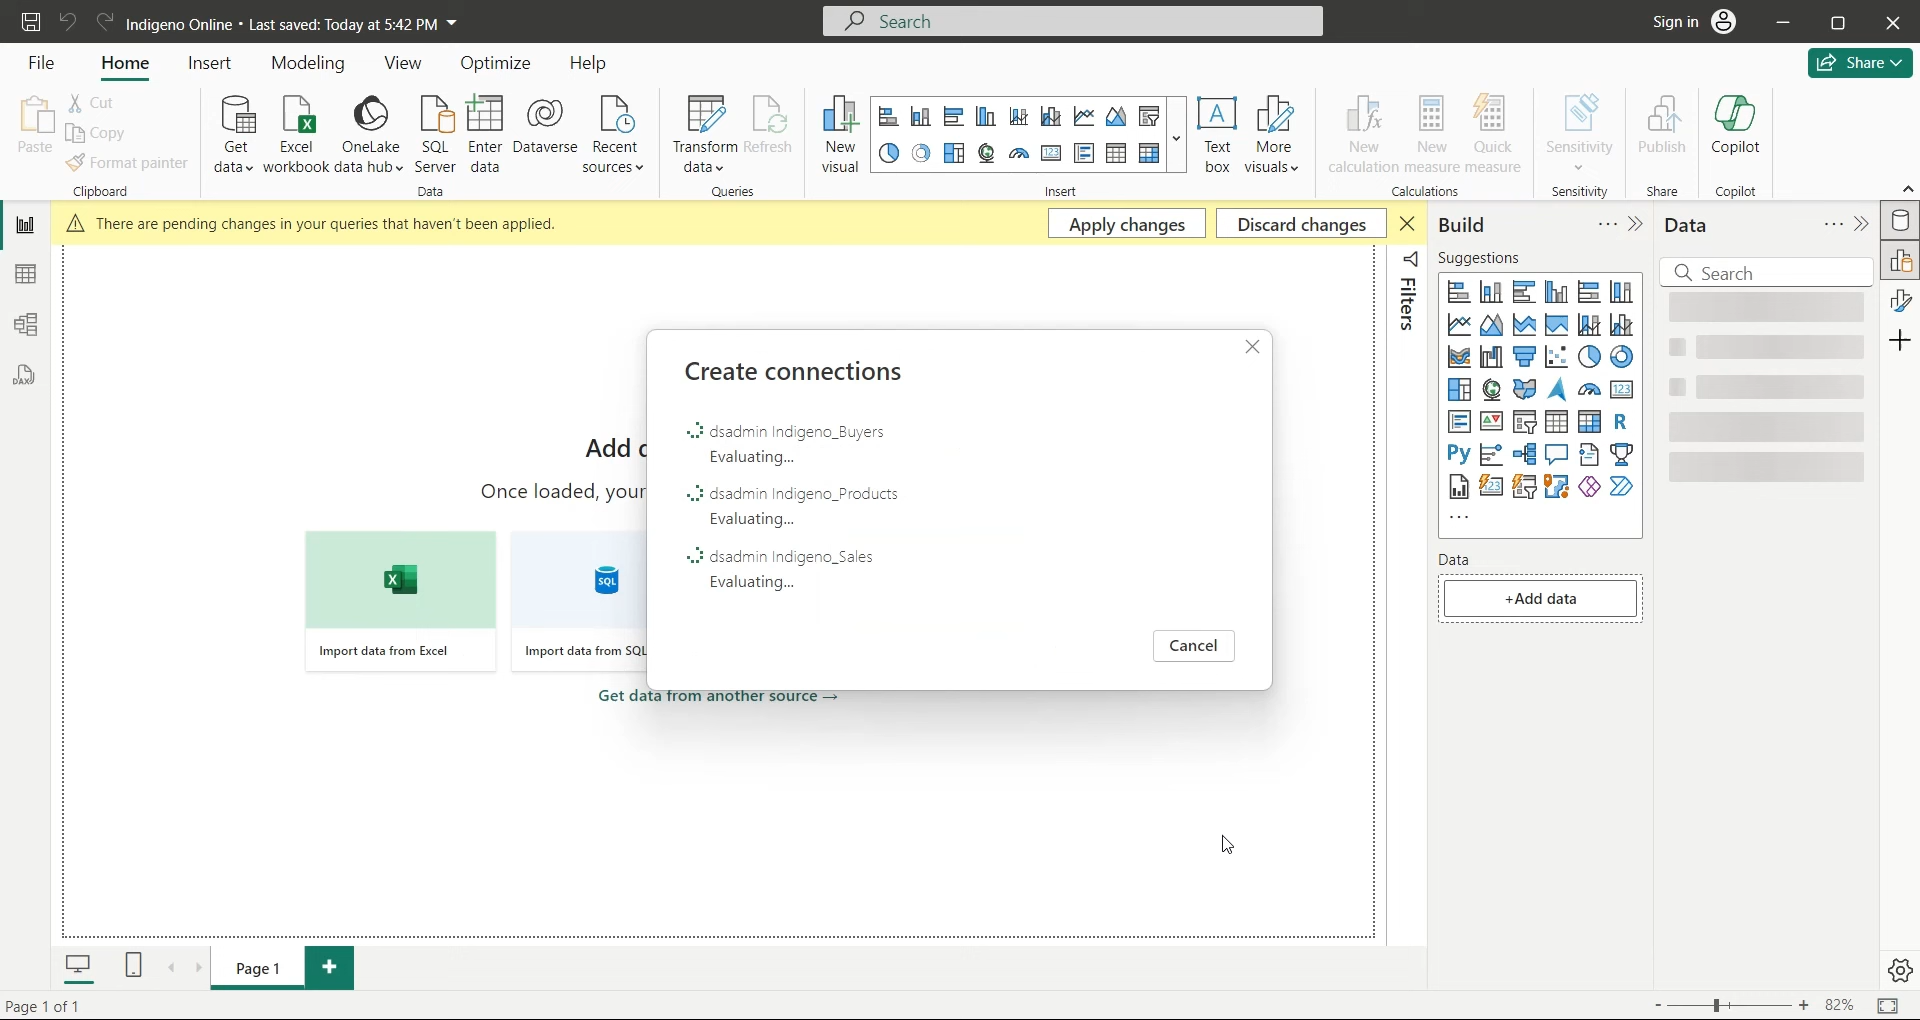 Indigeno Online • Last saved: Today at 5:42 PM
Search
Sign in
File
Home
Insert
Modeling
View
Optimize
Help
Share
Paste
Cut
Copy
Format painter
Clipboard
Get data
Excel workbook
OneLake data hub
SQL Server
Enter data
Dataverse
Recent sources
Data
Transform data
Refresh
Queries
New visual
Text box
More visuals
Insert
New calculation
New measure
Quick measure
Calculations
Sensitivity
Sensitivity
Publish
Share
Copilot
Copilot
There are pending changes in your queries that haven't been applied.
Apply changes
Discard changes
Filters
Build
Suggestions
R
Py
123
Data
+Add data
Data
Search
DAX
Add d
Once loaded, your
Import data from Excel
SQL
Import data from SQL
Get data from another source →
Create connections
dsadmin Indigeno_Buyers
Evaluating...
dsadmin Indigeno_Products
Evaluating...
dsadmin Indigeno_Sales
Evaluating...
Cancel
Page 1
Page 1 of 1
- + 82%